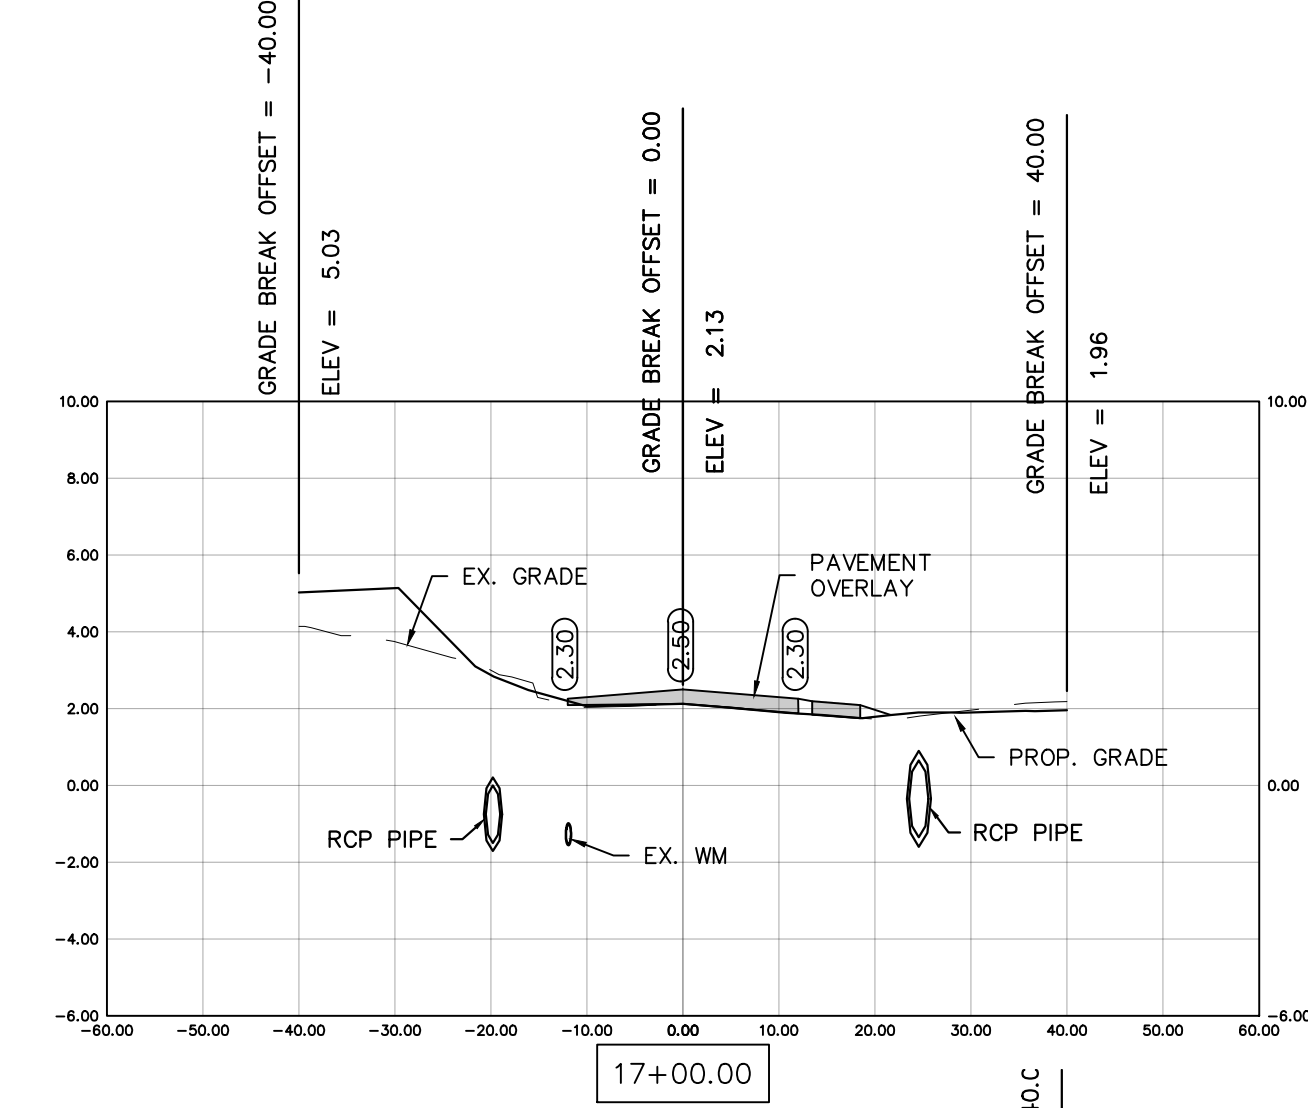 GRADE BREAK OFFSET = -40.00
ELEV = 5.03
GRADE BREAK OFFSET = 0.00
ELEV = 2.13
GRADE BREAK OFFSET = 40.00
ELEV = 1.96
10.00
10.00
8.00
6.00
PAVEMENT
OVERLAY
EX. GRADE
4.00
2.30
2.50
2.30
2.00
PROP. GRADE
0.00
0.00
RCP PIPE
RCP PIPE
EX. WM
-2.00
-4.00
-6.00
-6.00
-60.00 -50.00 -40.00 -30.00 -20.00 -10.00 0.00 10.00 20.00 30.00 40.00 50.00 60.00
17+00.00